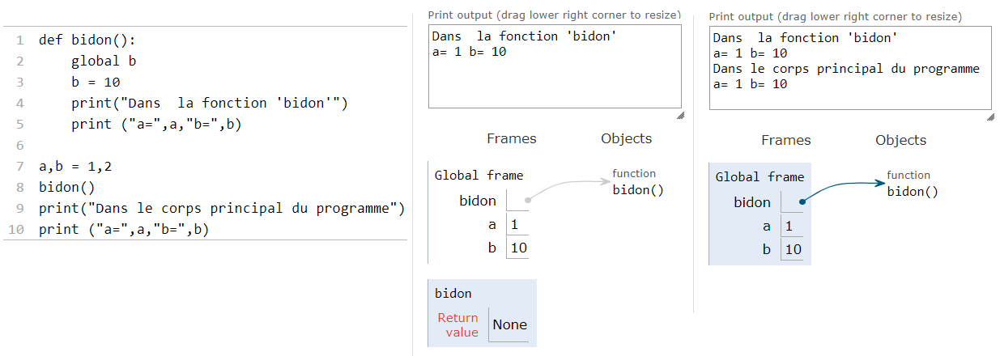 1 def bidon():
2     global b
3     b = 10
4     print("Dans  la fonction 'bidon'")
5     print ("a=",a,"b=",b)
6
7 a,b = 1,2
8 bidon()
9 print("Dans le corps principal du programme")
10 print ("a=",a,"b=",b)
Print output (drag lower right corner to resize)
Dans  la fonction 'bidon'
a= 1 b= 10
Frames Objects
Global frame
bidon
a 1
b 10
function
bidon()
bidon
Return
value
None
Print output (drag lower right corner to resize)
Dans  la fonction 'bidon'
a= 1 b= 10
Dans le corps principal du programme
a= 1 b= 10
Frames Objects
Global frame
bidon
a 1
b 10
function
bidon()